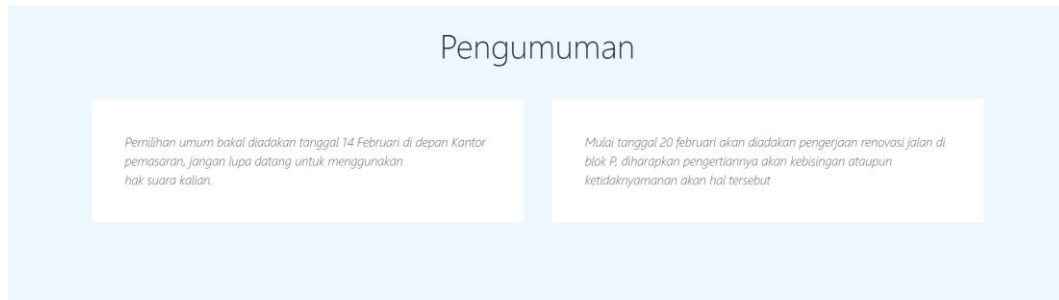 Pengumuman
Pemilihan umum bakal diadakan tanggal 14 Februari di depan Kantor
pemasaran, jangan lupa datang untuk menggunakan
hak suara kalian.
Mulai tanggal 20 februari akan diadakan pengerjaan renovasi jalan di
blok P, diharapkan pengertiannya akan kebisingan ataupun
ketidaknyamanan akan hal tersebut